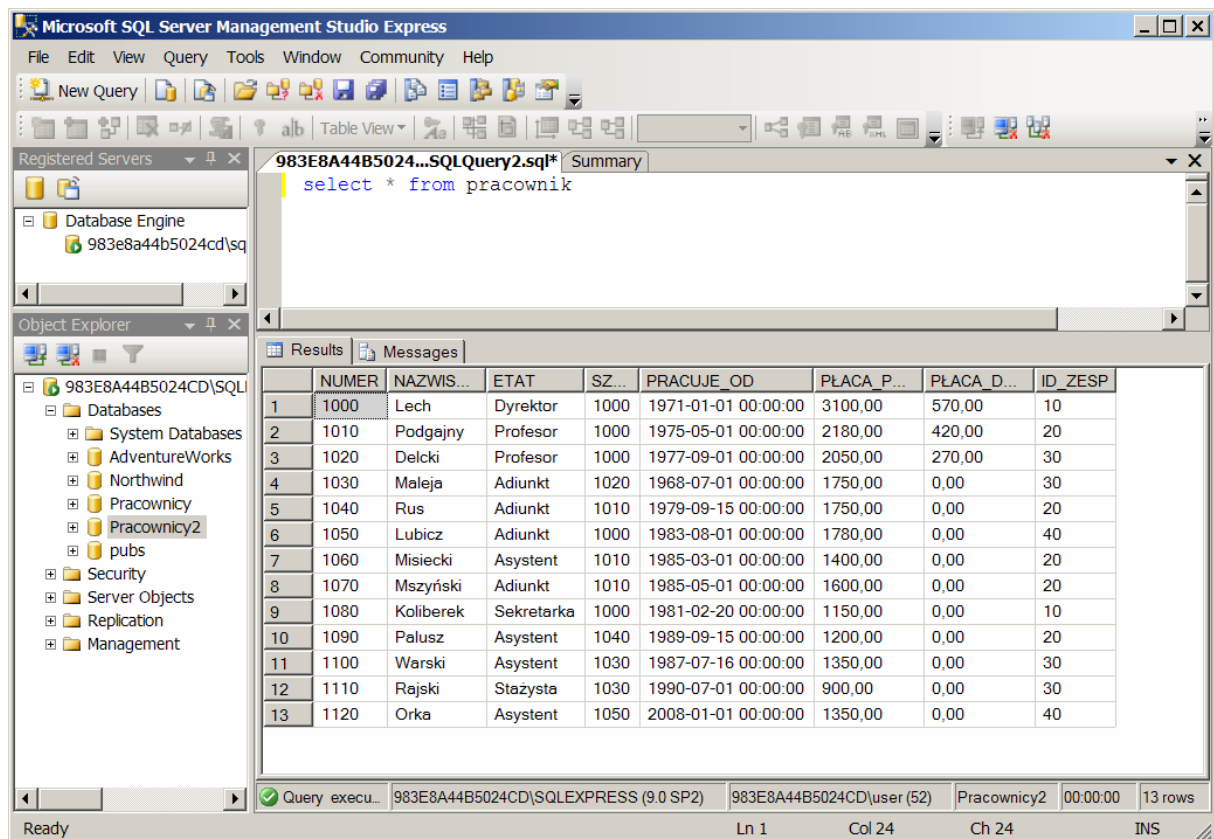 Microsoft SQL Server Management Studio Express
File Edit View Query Tools Window Community Help
New Query
Table View
Registered Servers
Database Engine
983e8a44b5024cd\sq
983E8A44B5024...SQLQuery2.sql* Summary
select * from pracownik
Object Explorer
983E8A44B5024CD\SQL
Databases
System Databases
AdventureWorks
Northwind
Pracownicy
Pracownicy2
pubs
Security
Server Objects
Replication
Management
Results Messages
NUMER NAZWIS... ETAT SZ... PRACUJE_OD PŁACA_P... PŁACA_D... ID_ZESP
1 1000 Lech Dyrektor 1000 1971-01-01 00:00:00 3100,00 570,00 10
2 1010 Podgajny Profesor 1000 1975-05-01 00:00:00 2180,00 420,00 20
3 1020 Delcki Profesor 1000 1977-09-01 00:00:00 2050,00 270,00 30
4 1030 Maleja Adiunkt 1020 1968-07-01 00:00:00 1750,00 0,00 30
5 1040 Rus Adiunkt 1010 1979-09-15 00:00:00 1750,00 0,00 20
6 1050 Lubicz Adiunkt 1000 1983-08-01 00:00:00 1780,00 0,00 40
7 1060 Misiecki Asystent 1010 1985-03-01 00:00:00 1400,00 0,00 20
8 1070 Mszyński Adiunkt 1010 1985-05-01 00:00:00 1600,00 0,00 20
9 1080 Koliberek Sekretarka 1000 1981-02-20 00:00:00 1150,00 0,00 10
10 1090 Palusz Asystent 1040 1989-09-15 00:00:00 1200,00 0,00 20
11 1100 Warski Asystent 1030 1987-07-16 00:00:00 1350,00 0,00 30
12 1110 Rajski Stażysta 1030 1990-07-01 00:00:00 900,00 0,00 30
13 1120 Orka Asystent 1050 2008-01-01 00:00:00 1350,00 0,00 40
Query execu... 983E8A44B5024CD\SQLEXPRESS (9.0 SP2) 983E8A44B5024CD\user (52) Pracownicy2 00:00:00 13 rows
Ready Ln 1 Col 24 Ch 24 INS